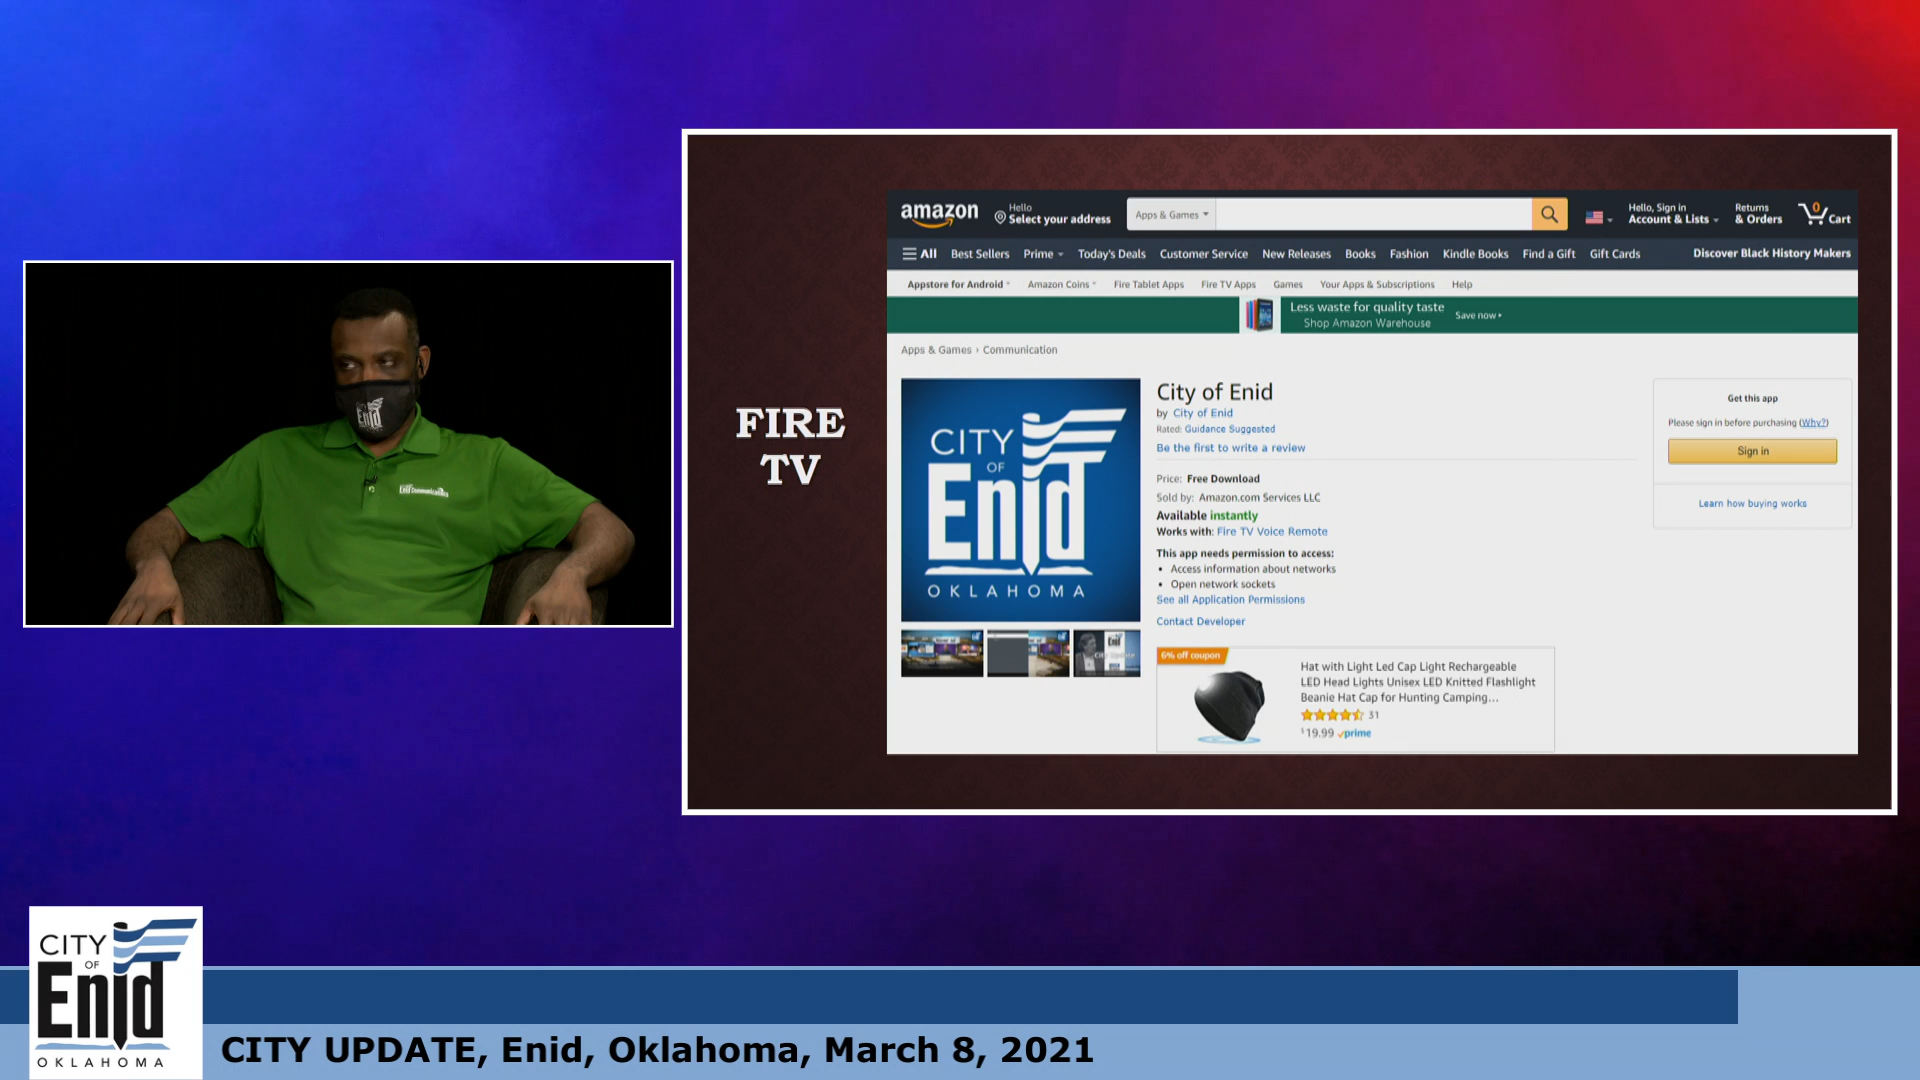 Enid
Enid Communications
FIRE
TV
amazon
Hello
Select your address
Apps & Games
Hello, Sign in
Account & Lists
Returns
& Orders
0
Cart
All Best Sellers Prime Today's Deals Customer Service New Releases Books Fashion Kindle Books Find a Gift Gift Cards Discover Black History Makers
Appstore for Android Amazon Coins Fire Tablet Apps Fire TV Apps Games Your Apps & Subscriptions Help
Less waste for quality taste
Shop Amazon Warehouse
Save now
Apps & Games › Communication
CITY
OF
Enid
OKLAHOMA
City of Enid
by City of Enid
Rated: Guidance Suggested
Be the first to write a review
Price: Free Download
Sold by: Amazon.com Services LLC
Available instantly
Works with: Fire TV Voice Remote
This app needs permission to access:
• Access information about networks
• Open network sockets
See all Application Permissions
Contact Developer
Get this app
Please sign in before purchasing (Why?)
Sign in
Learn how buying works
6% off coupon
Hat with Light Led Cap Light Rechargeable
LED Head Lights Unisex LED Knitted Flashlight
Beanie Hat Cap for Hunting Camping...
31
$19.99 prime
CITY
OF
Enid
OKLAHOMA
CITY UPDATE, Enid, Oklahoma, March 8, 2021